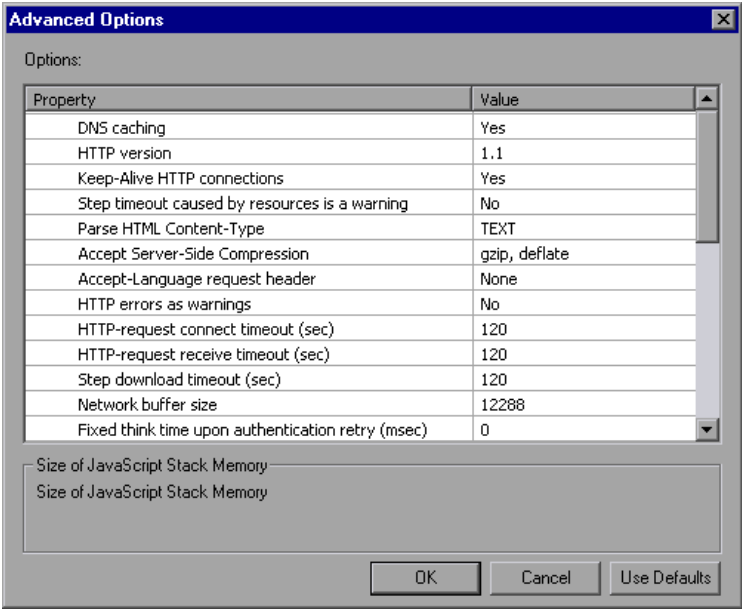 Advanced Options
Options:
Property Value
DNS caching Yes
HTTP version 1.1
Keep-Alive HTTP connections Yes
Step timeout caused by resources is a warning No
Parse HTML Content-Type TEXT
Accept Server-Side Compression gzip, deflate
Accept-Language request header None
HTTP errors as warnings No
HTTP-request connect timeout (sec) 120
HTTP-request receive timeout (sec) 120
Step download timeout (sec) 120
Network buffer size 12288
Fixed think time upon authentication retry (msec) 0
Size of JavaScript Stack Memory
Size of JavaScript Stack Memory
OK Cancel Use Defaults